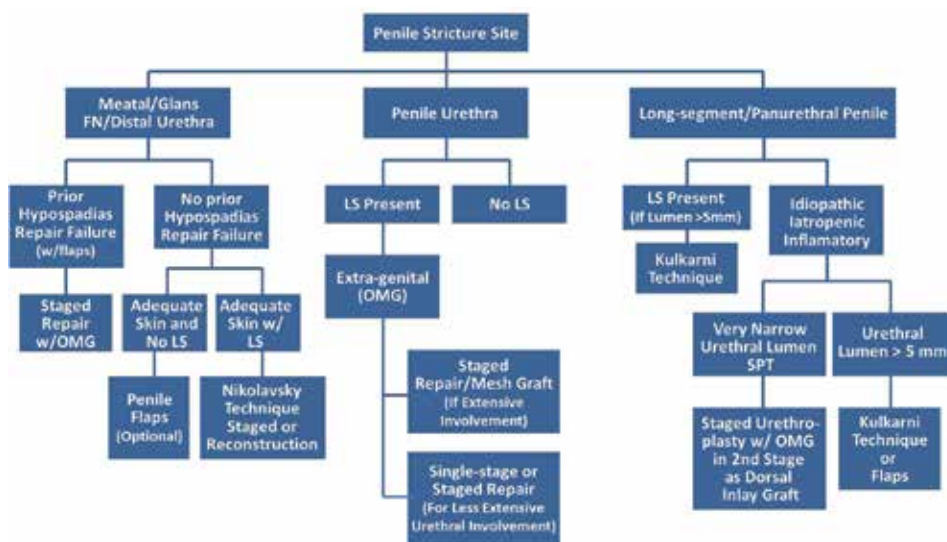 Penile Stricture Site
Meatal/Glans
FN/Distal Urethra
Penile Urethra
Long-segment/Panurethral Penile
Prior
Hypospadias
Repair Failure
(w/flaps)
No prior
Hypospadias
Repair Failure
LS Present
No LS
LS Present
(If Lumen >5mm)
Idiopathic
Iatropenic
Inflamatory
Staged
Repair
w/OMG
Adequate
Skin and
No LS
Adequate
Skin w/
LS
Extra-genital
(OMG)
Kulkarni
Technique
Penile
Flaps
(Optional)
Nikolavsky
Technique
Staged or
Reconstruction
Staged
Repair/Mesh Graft
(If Extensive
Involvement)
Single-stage or
Staged Repair
(For Less Extensive
Urethral Involvement)
Very Narrow
Urethral Lumen
SPT
Urethral
Lumen > 5 mm
Staged Urethro-
plasty w/ OMG
in 2nd Stage
as Dorsal
Inlay Graft
Kulkarni
Technique
or
Flaps